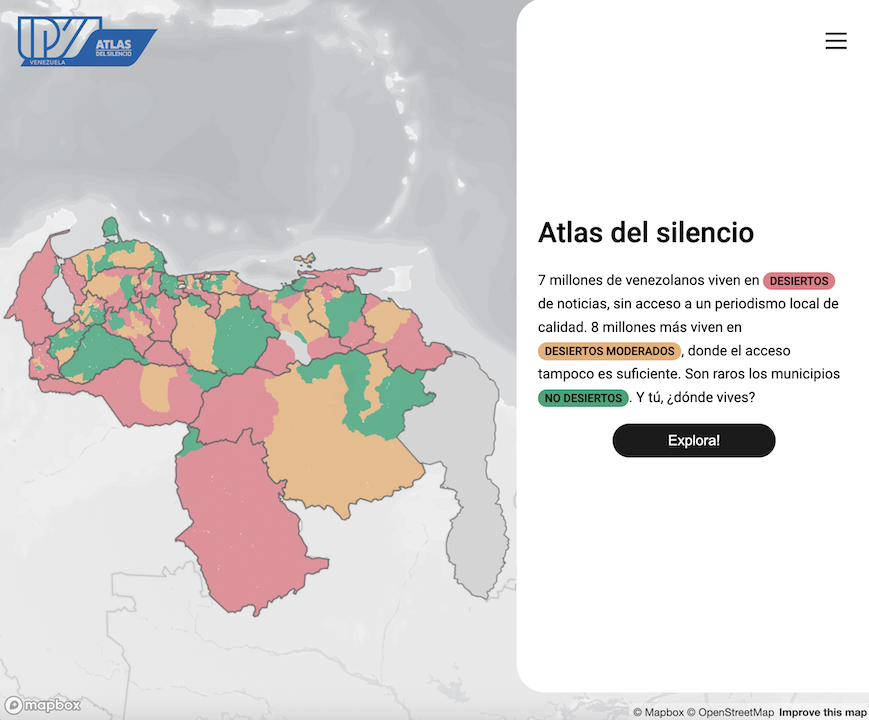 IPYS
VENEZUELA
ATLAS
DEL SILENCIO
Atlas del silencio
7 millones de venezolanos viven en DESIERTOS
de noticias, sin acceso a un periodismo local de
calidad. 8 millones más viven en
DESIERTOS MODERADOS, donde el acceso
tampoco es suficiente. Son raros los municipios
NO DESIERTOS. Y tú, ¿dónde vives?
Explora!
mapbox
© Mapbox © OpenStreetMap Improve this map